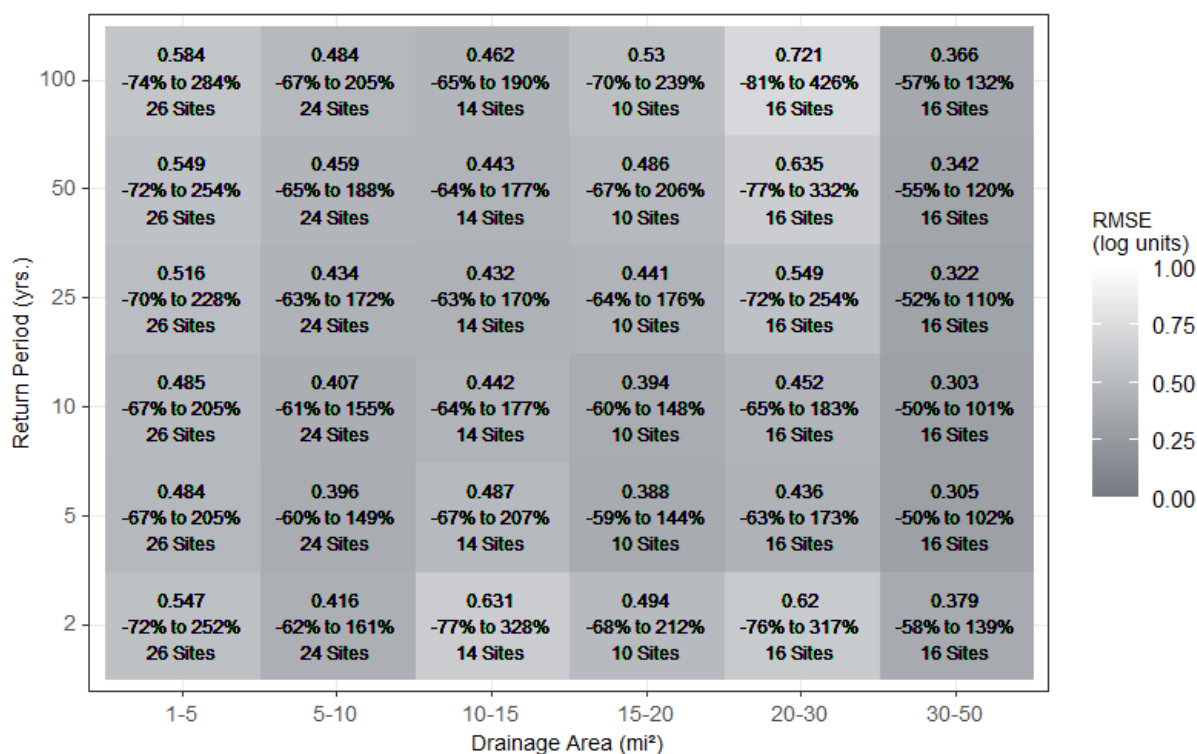 0.584 0.484 0.462 0.53 0.721 0.366
100 -74% to 284% -67% to 205% -65% to 190% -70% to 239% -81% to 426% -57% to 132%
26 Sites 24 Sites 14 Sites 10 Sites 16 Sites 16 Sites
0.549 0.459 0.443 0.486 0.635 0.342
50 -72% to 254% -65% to 188% -64% to 177% -67% to 206% -77% to 332% -55% to 120%
26 Sites 24 Sites 14 Sites 10 Sites 16 Sites 16 Sites
0.516 0.434 0.432 0.441 0.549 0.322
25 -70% to 228% -63% to 172% -63% to 170% -64% to 176% -72% to 254% -52% to 110%
26 Sites 24 Sites 14 Sites 10 Sites 16 Sites 16 Sites
0.485 0.407 0.442 0.394 0.452 0.303
10 -67% to 205% -61% to 155% -64% to 177% -60% to 148% -65% to 183% -50% to 101%
26 Sites 24 Sites 14 Sites 10 Sites 16 Sites 16 Sites
0.484 0.396 0.487 0.388 0.436 0.305
5 -67% to 205% -60% to 149% -67% to 207% -59% to 144% -63% to 173% -50% to 102%
26 Sites 24 Sites 14 Sites 10 Sites 16 Sites 16 Sites
0.547 0.416 0.631 0.494 0.62 0.379
2 -72% to 252% -62% to 161% -77% to 328% -68% to 212% -76% to 317% -58% to 139%
26 Sites 24 Sites 14 Sites 10 Sites 16 Sites 16 Sites
1-5 5-10 10-15 15-20 20-30 30-50
Drainage Area (mi²)
Return Period (yrs.)
RMSE
(log units)
1.00
0.75
0.50
0.25
0.00